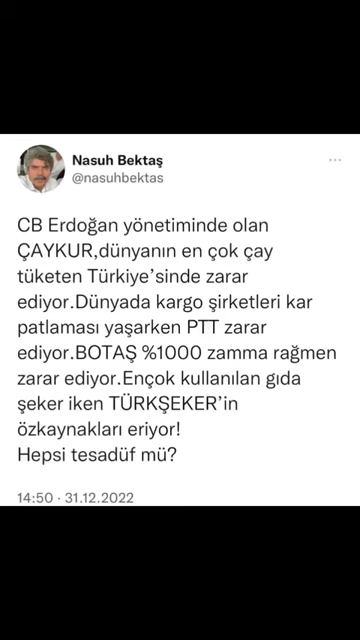 Nasuh Bektaş
@nasuhbektas
CB Erdoğan yönetiminde olan
ÇAYKUR,dünyanın en çok çay
tüketen Türkiye'sinde zarar
ediyor.Dünyada kargo şirketleri kar
patlaması yaşarken PTT zarar
ediyor.BOTAŞ %1000 zamma rağmen
zarar ediyor.Ençok kullanılan gıda
şeker iken TÜRKŞEKER'in
özkaynakları eriyor!
Hepsi tesadüf mü?
14:50 · 31.12.2022